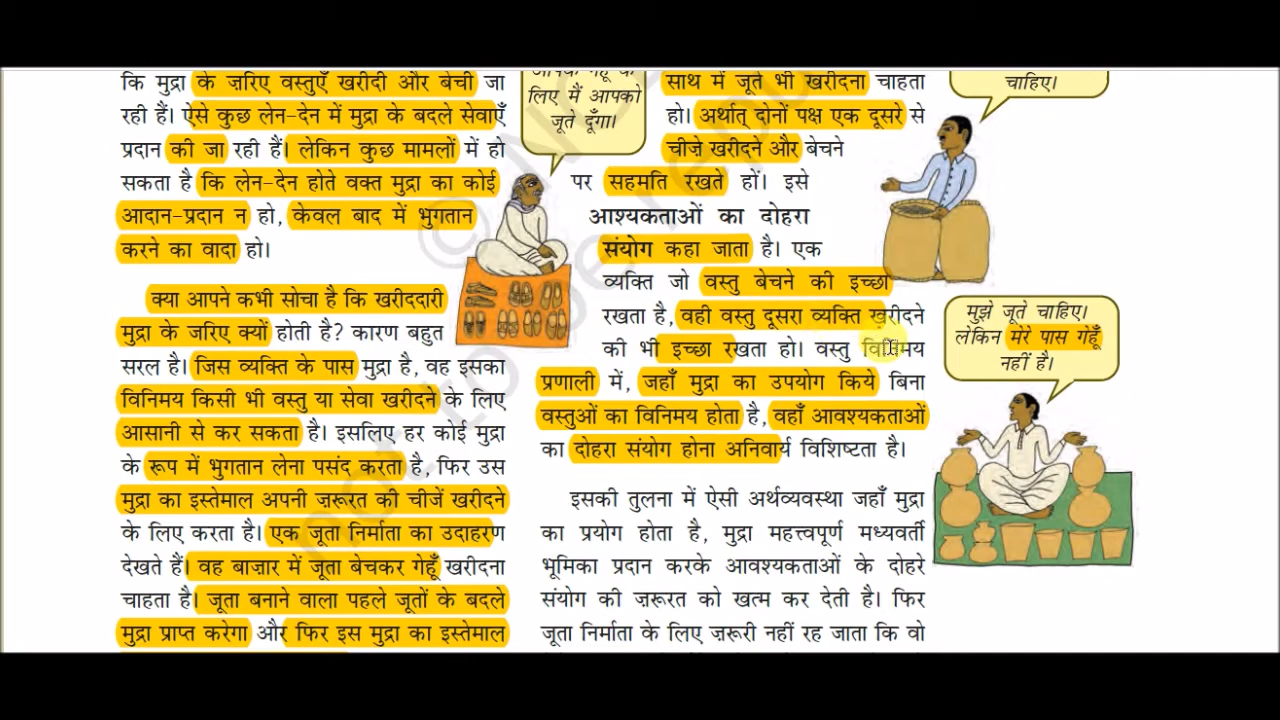 कि मुद्रा के ज़रिए वस्तुएँ खरीदी और बेची जा
रही हैं। ऐसे कुछ लेन-देन में मुद्रा के बदले सेवाएँ
प्रदान की जा रही हैं। लेकिन कुछ मामलों में हो
सकता है कि लेन-देन होते वक्त मुद्रा का कोई
आदान-प्रदान न हो, केवल बाद में भुगतान
करने का वादा हो।
क्या आपने कभी सोचा है कि खरीददारी
मुद्रा के जरिए क्यों होती है? कारण बहुत
सरल है। जिस व्यक्ति के पास मुद्रा है, वह इसका
विनिमय किसी भी वस्तु या सेवा खरीदने के लिए
आसानी से कर सकता है। इसलिए हर कोई मुद्रा
के रूप में भुगतान लेना पसंद करता है, फिर उस
मुद्रा का इस्तेमाल अपनी ज़रूरत की चीजें खरीदने
के लिए करता है। एक जूता निर्माता का उदाहरण
देखते हैं। वह बाज़ार में जूता बेचकर गेहूँ खरीदना
चाहता है। जूता बनाने वाला पहले जूतों के बदले
मुद्रा प्राप्त करेगा और फिर इस मुद्रा का इस्तेमाल
लिए मैं आपको
जूते दूँगा।
साथ में जूते भी खरीदना चाहता
हो। अर्थात् दोनों पक्ष एक दूसरे से
चीज़े खरीदने और बेचने
पर सहमति रखते हों। इसे
आश्यकताओं का दोहरा
संयोग कहा जाता है। एक
व्यक्ति जो वस्तु बेचने की इच्छा
रखता है, वही वस्तु दूसरा व्यक्ति खरीदने
की भी इच्छा रखता हो। वस्तु विनिमय
प्रणाली में, जहाँ मुद्रा का उपयोग किये बिना
वस्तुओं का विनिमय होता है, वहाँ आवश्यकताओं
का दोहरा संयोग होना अनिवार्य विशिष्टता है।
इसकी तुलना में ऐसी अर्थव्यवस्था जहाँ मुद्रा
का प्रयोग होता है, मुद्रा महत्त्वपूर्ण मध्यवर्ती
भूमिका प्रदान करके आवश्यकताओं के दोहरे
संयोग की ज़रूरत को खत्म कर देती है। फिर
जूता निर्माता के लिए ज़रूरी नहीं रह जाता कि वो
चाहिए।
मुझे जूते चाहिए।
लेकिन मेरे पास गेहूँ
नहीं है।